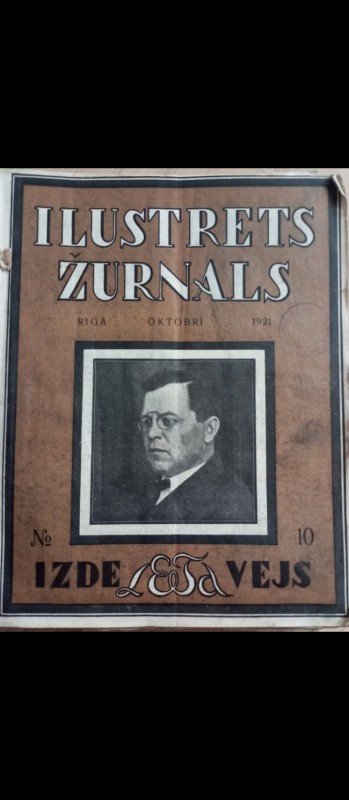 ILUSTRETS
ŽURNALS
RIGĀ OKTOBRI 1921
№ 10
IZDE LETA VEJS